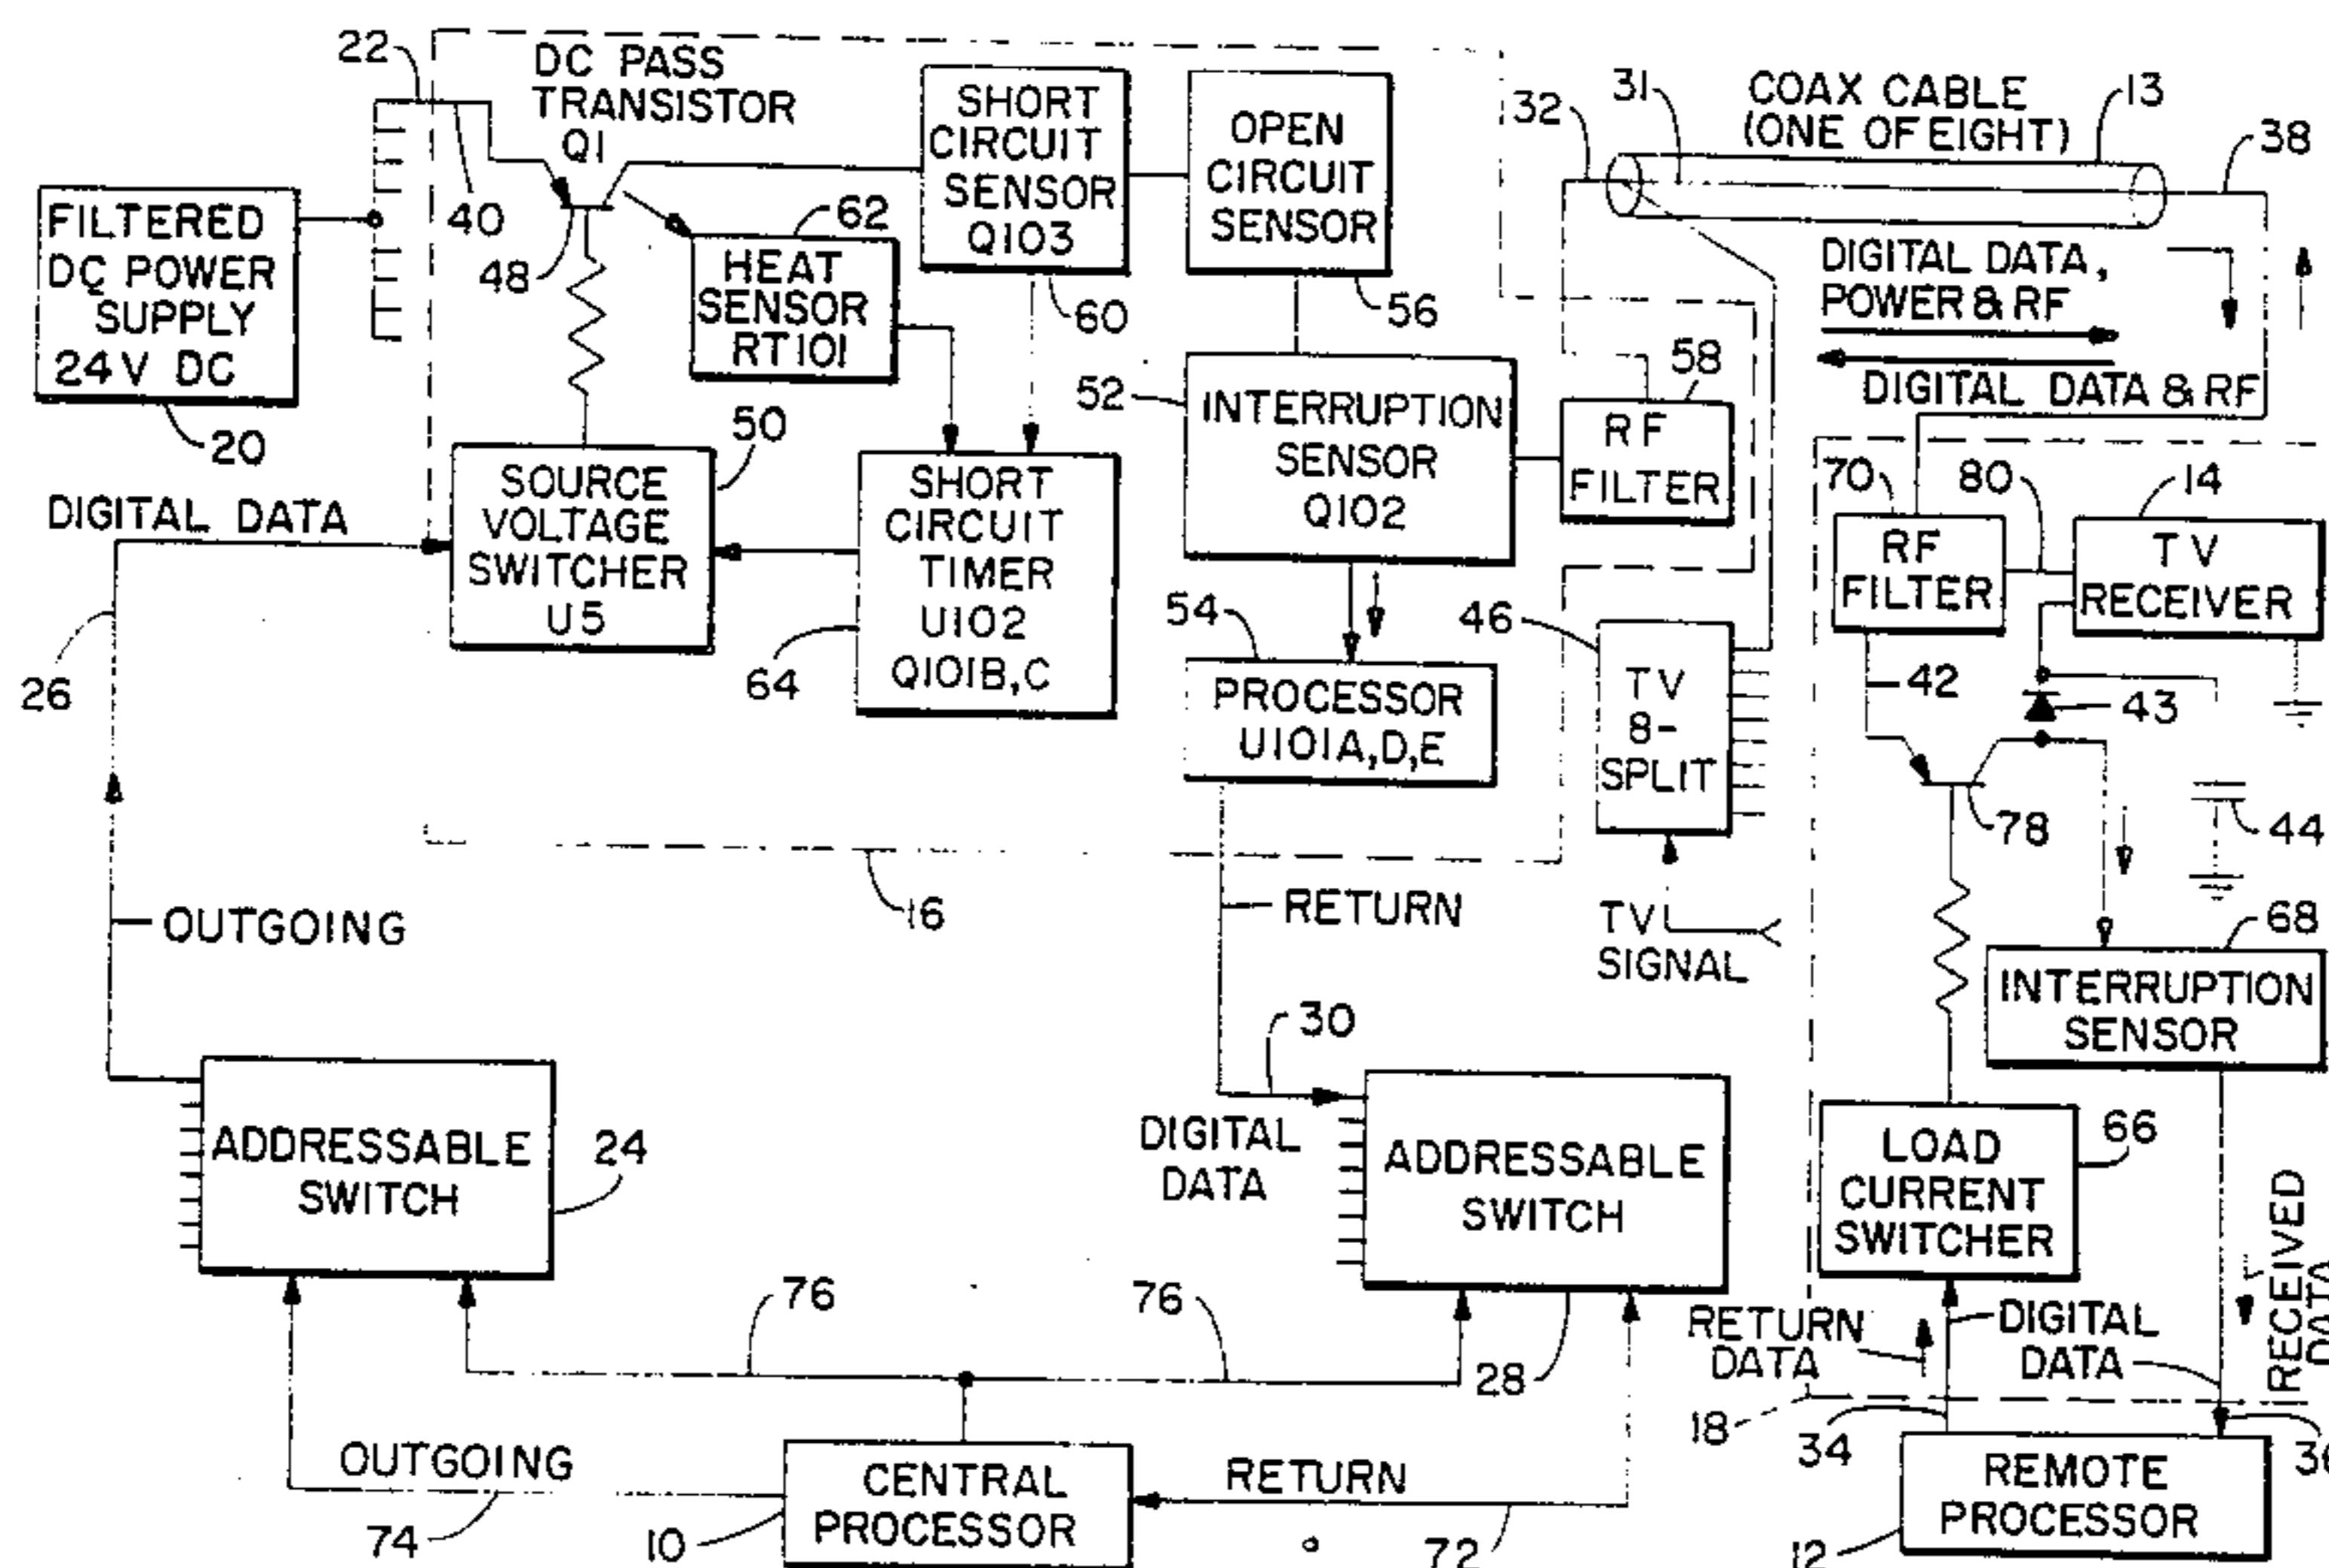 22
DC PASS
TRANSISTOR
Q1
40
48
FILTERED
DC POWER
SUPPLY
24V DC
20
SHORT
CIRCUIT
SENSOR
Q103
60
OPEN
CIRCUIT
SENSOR
56
62
HEAT
SENSOR
RT101
32
31
COAX CABLE
(ONE OF EIGHT)
13
38
DIGITAL DATA,
POWER & RF
DIGITAL DATA & RF
DIGITAL DATA
26
50
SOURCE
VOLTAGE
SWITCHER
U5
SHORT
CIRCUIT
TIMER
U102
Q101B,C
64
52
INTERRUPTION
SENSOR
Q102
58
RF
FILTER
54
PROCESSOR
U101A,D,E
46
TV
8-
SPLIT
TV
SIGNAL
70
RF
FILTER
80
14
TV
RECEIVER
42
43
78
44
68
INTERRUPTION
SENSOR
16
OUTGOING
RETURN
30
DIGITAL
DATA
ADDRESSABLE
SWITCH
24
ADDRESSABLE
SWITCH
28
LOAD
CURRENT
SWITCHER
66
RECEIVED
DATA
RETURN
DATA
DIGITAL
DATA
18
34
36
76
76
OUTGOING
74
CENTRAL
PROCESSOR
10
RETURN
72
REMOTE
PROCESSOR
12